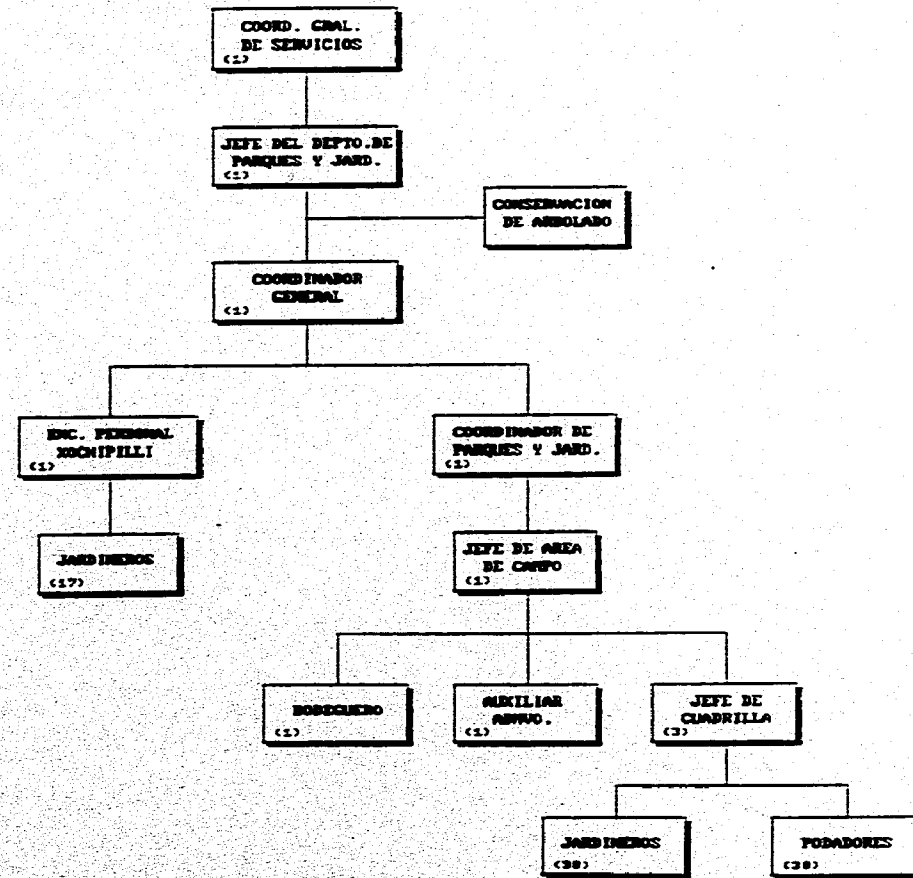 COORD. GRAL.
DE SERVICIOS
(1)
JEFE DEL DEPTO.DE
PARQUES Y JARD.
(1)
CONSERVACION
DE ARBOLADO
COORDINADOR
GENERAL
(1)
ENC. PERSONAL
XOCHIPILLI
(1)
COORDINADOR DE
PARQUES Y JARD.
(1)
JARDINEROS
(17)
JEFE DE AREA
DE CAMPO
(1)
BODEGUERO
(1)
AUXILIAR
ADMVO.
(1)
JEFE DE
CUADRILLA
(3)
JARDINEROS
PODADORES